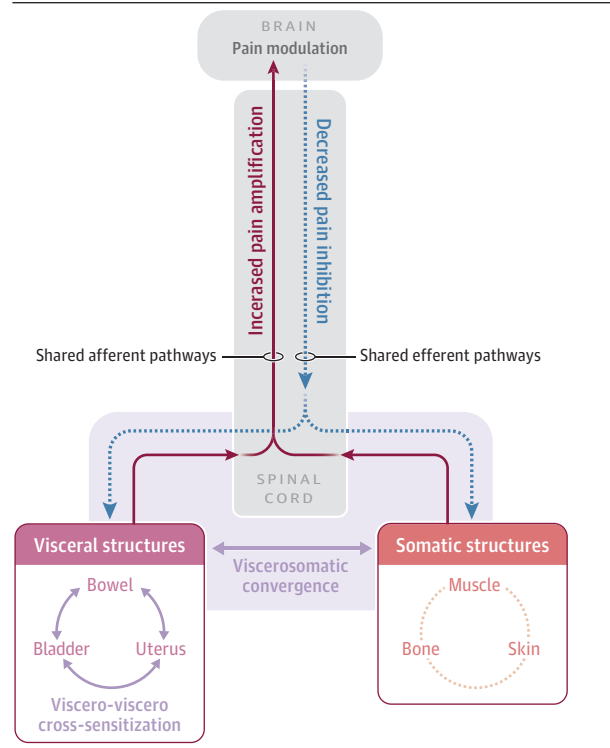 BRAIN
Pain modulation
Incerased pain amplification
Decreased pain inhibition
Shared afferent pathways
Shared efferent pathways
SPINAL
CORD
Visceral structures
Somatic structures
Viscerosomatic
convergence
Bowel
Bladder
Uterus
Viscero-viscero
cross-sensitization
Muscle
Bone
Skin